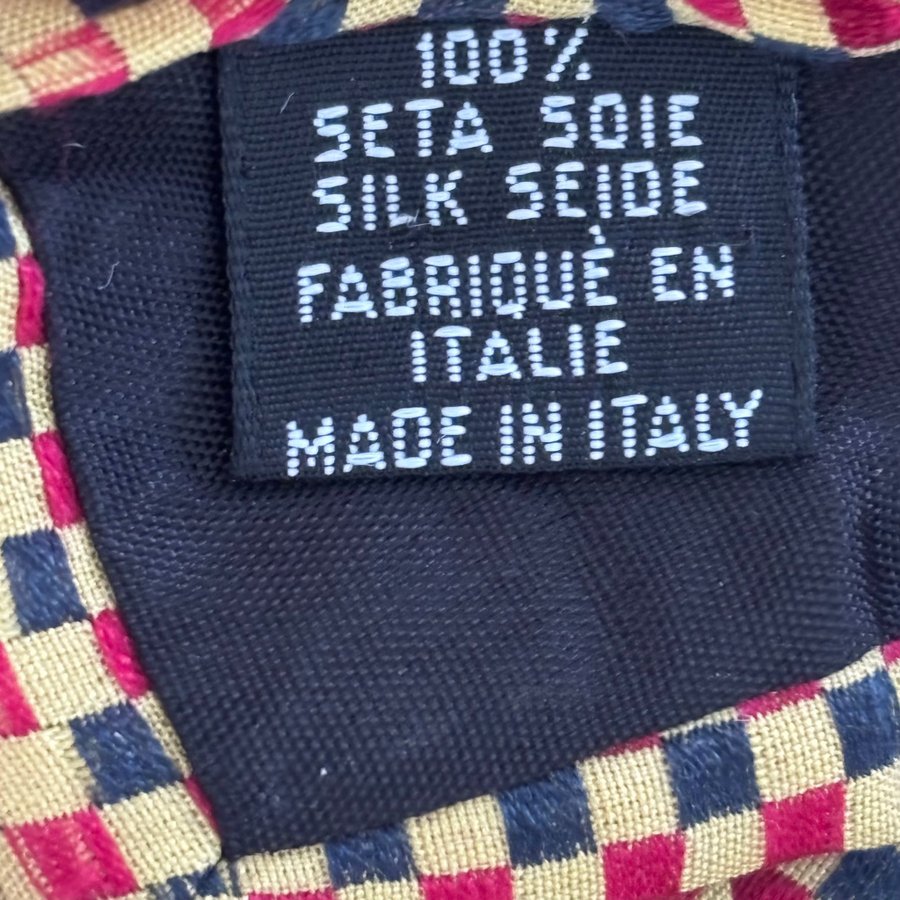 100%
SETA SOIE
SILK SEIDE
FABRIQUÉ EN
ITALIE
MADE IN ITALY